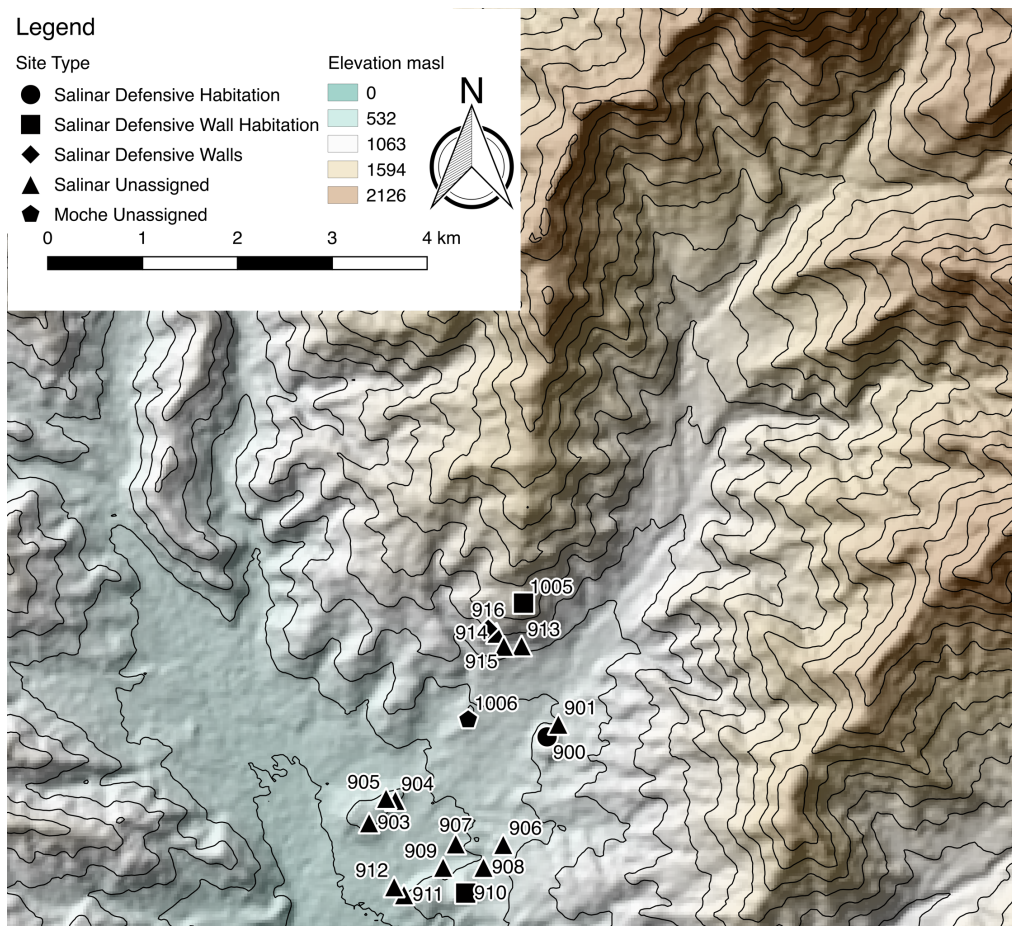 Legend
Site Type
Salinar Defensive Habitation
Salinar Defensive Wall Habitation
Salinar Defensive Walls
Salinar Unassigned
Moche Unassigned
Elevation masl
0
532
1063
1594
2126
N
0 1 2 3 4 km
1005
916
914
913
915
1006
901
900
905
904
903
907
906
909
908
912
911
910